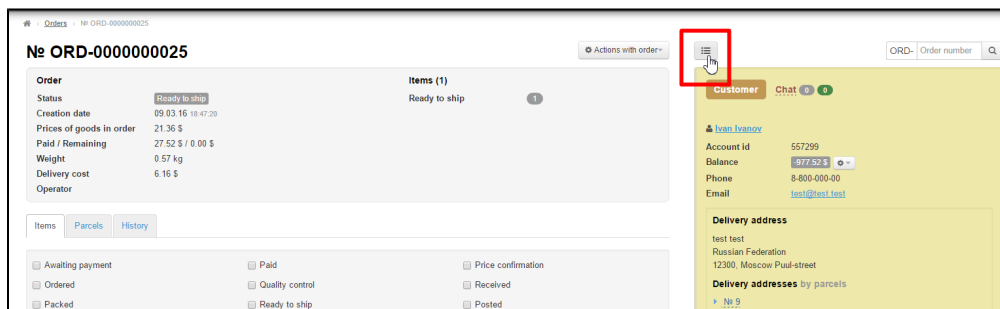 Orders № ORD-0000000025
№ ORD-0000000025
Actions with order
ORD- Order number
Order
Status Ready to ship
Creation date 09.03.16 18:47:20
Prices of goods in order 21.36 $
Paid / Remaining 27.52 $ / 0.00 $
Weight 0.57 kg
Delivery cost 6.16 $
Operator
Items (1)
Ready to ship 1
Items Parcels History
Awaiting payment Paid Price confirmation
Ordered Quality control Received
Packed Ready to ship Posted
Customer Chat 0 0
Ivan Ivanov
Account id 557299
Balance -977.52 $
Phone 8-800-000-00
Email test@test.test
Delivery address
test test
Russian Federation
12300, Moscow Puul-street
Delivery addresses by parcels
№ 9